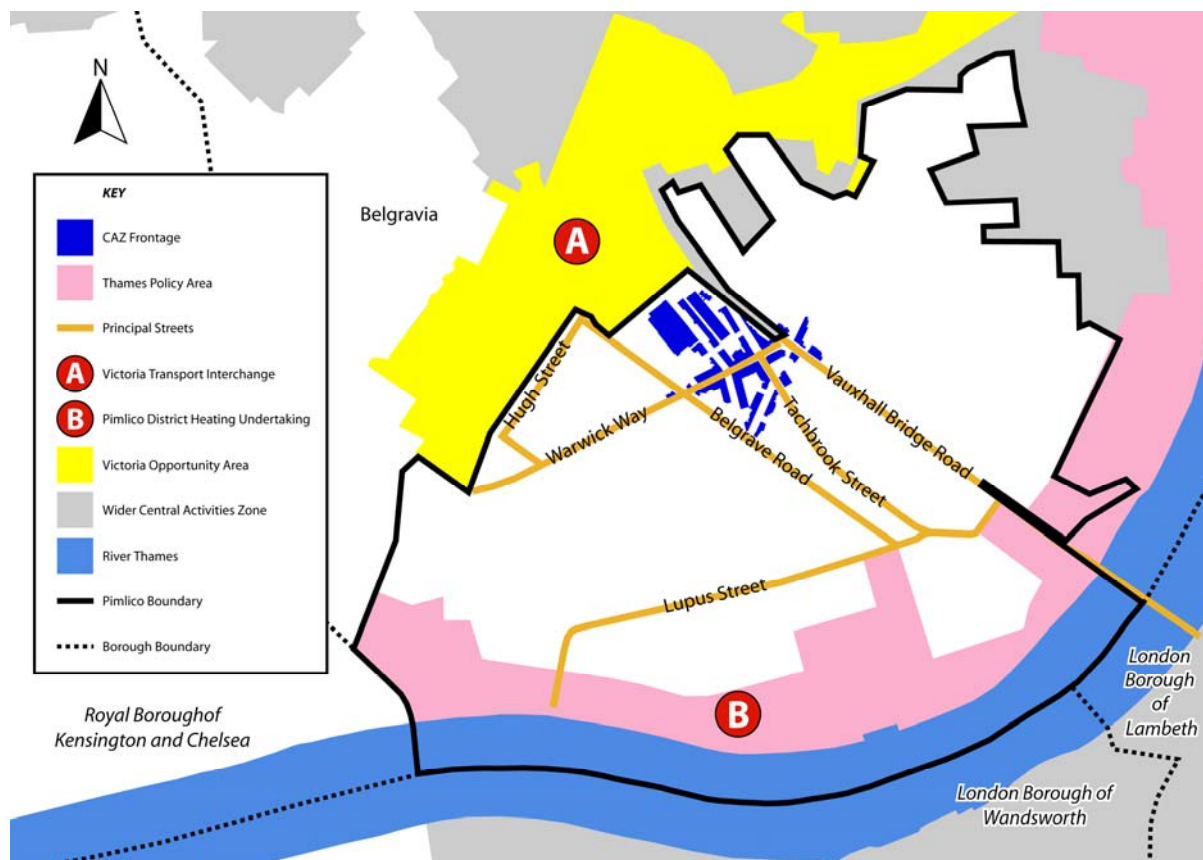 N
KEY
CAZ Frontage
Thames Policy Area
Principal Streets
A
Victoria Transport Interchange
B
Pimlico District Heating Undertaking
Victoria Opportunity Area
Wider Central Activities Zone
River Thames
Pimlico Boundary
Borough Boundary
Belgravia
A
Hugh Street
Warwick Way
Belgrave Road
Tachbrook Street
Vauxhall Bridge Road
Lupus Street
B
Royal Boroughof
Kensington and Chelsea
London
Borough
of
Lambeth
London Borough of
Wandsworth